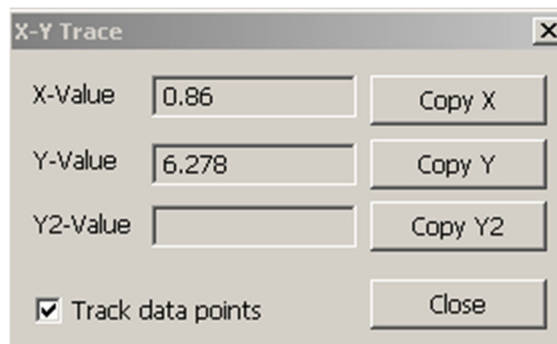 X-Y Trace
X-Value 0.86 Copy X
Y-Value 6.278 Copy Y
Y2-Value Copy Y2
Track data points Close